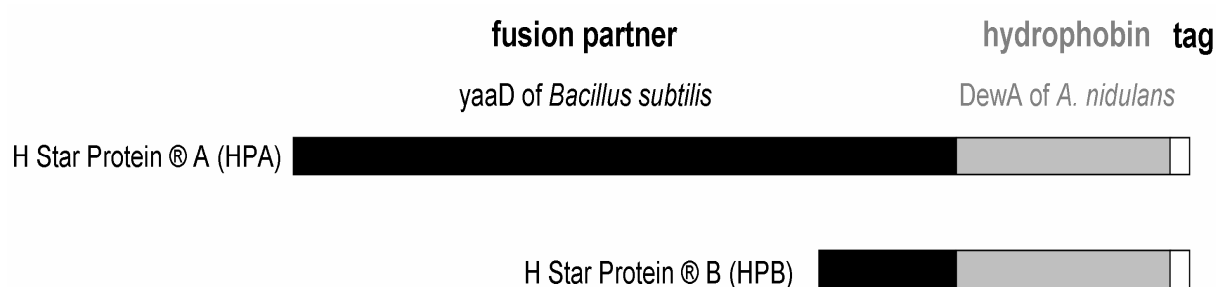 fusion partner hydrophobin tag
yaaD of Bacillus subtilis DewA of A. nidulans
H Star Protein ® A (HPA)
H Star Protein ® B (HPB)